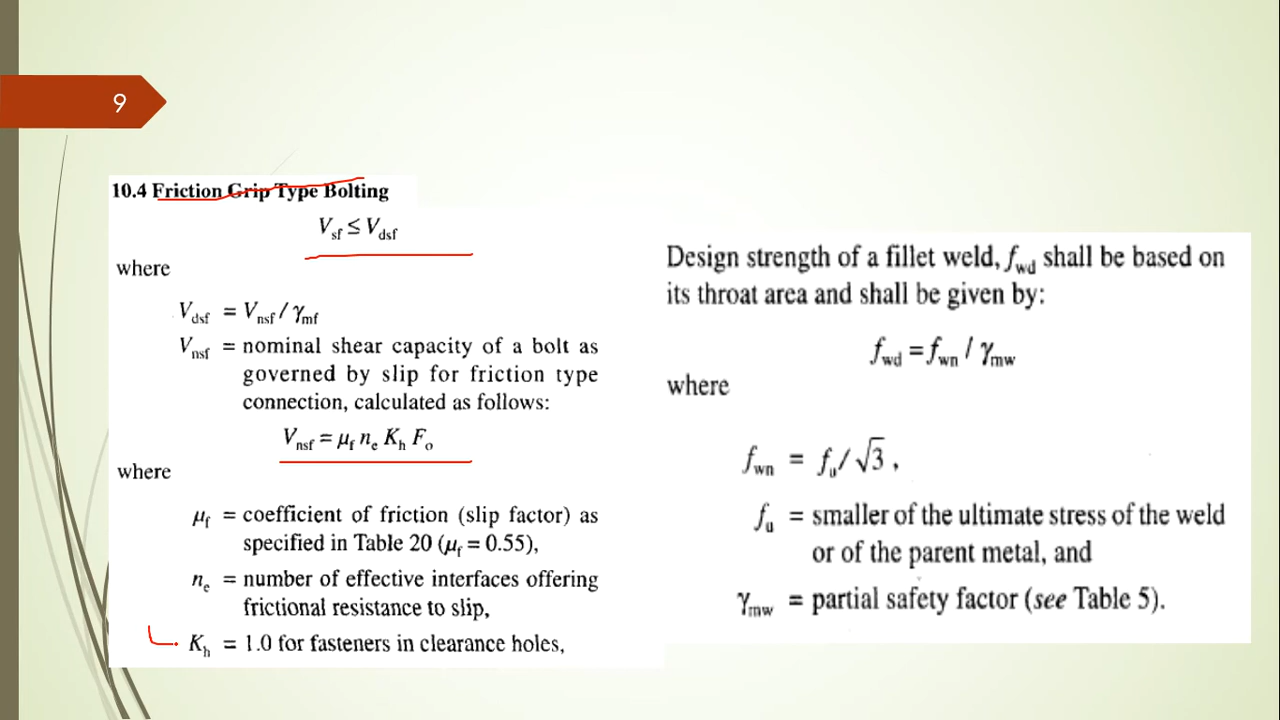 9
10.4 Friction Grip Type Bolting
Vsf ≤ Vdsf
where
Vdsf = Vnsf / γmf
Vnsf = nominal shear capacity of a bolt as
governed by slip for friction type
connection, calculated as follows:
Vnsf = μf ne Kh Fo
where
μf = coefficient of friction (slip factor) as
specified in Table 20 (μf = 0.55),
ne = number of effective interfaces offering
frictional resistance to slip,
Kh = 1.0 for fasteners in clearance holes,
Design strength of a fillet weld, fwd shall be based on
its throat area and shall be given by:
fwd = fwn / γmw
where
fwn = fu/ √3 ,
fu = smaller of the ultimate stress of the weld
or of the parent metal, and
γmw = partial safety factor (see Table 5).